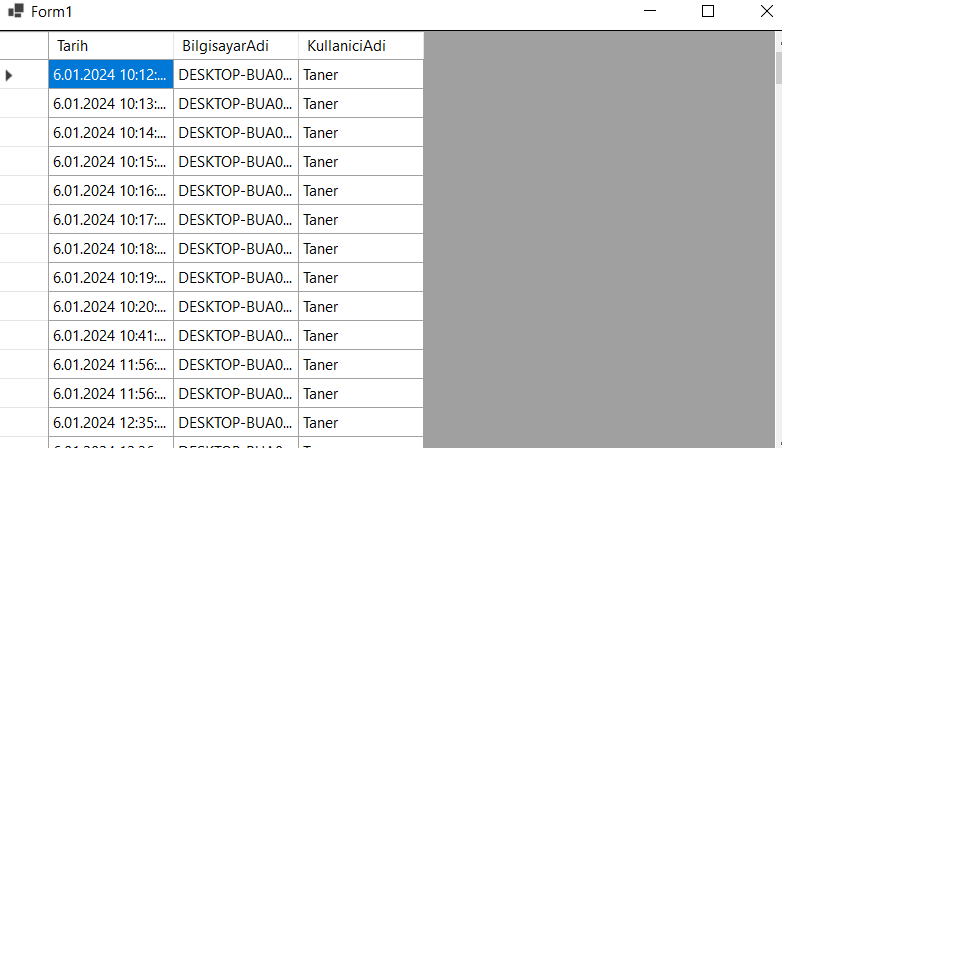 Form1
Tarih BilgisayarAdi KullaniciAdi
6.01.2024 10:12:... DESKTOP-BUA0... Taner
6.01.2024 10:13:... DESKTOP-BUA0... Taner
6.01.2024 10:14:... DESKTOP-BUA0... Taner
6.01.2024 10:15:... DESKTOP-BUA0... Taner
6.01.2024 10:16:... DESKTOP-BUA0... Taner
6.01.2024 10:17:... DESKTOP-BUA0... Taner
6.01.2024 10:18:... DESKTOP-BUA0... Taner
6.01.2024 10:19:... DESKTOP-BUA0... Taner
6.01.2024 10:20:... DESKTOP-BUA0... Taner
6.01.2024 10:41:... DESKTOP-BUA0... Taner
6.01.2024 11:56:... DESKTOP-BUA0... Taner
6.01.2024 11:56:... DESKTOP-BUA0... Taner
6.01.2024 12:35:... DESKTOP-BUA0... Taner